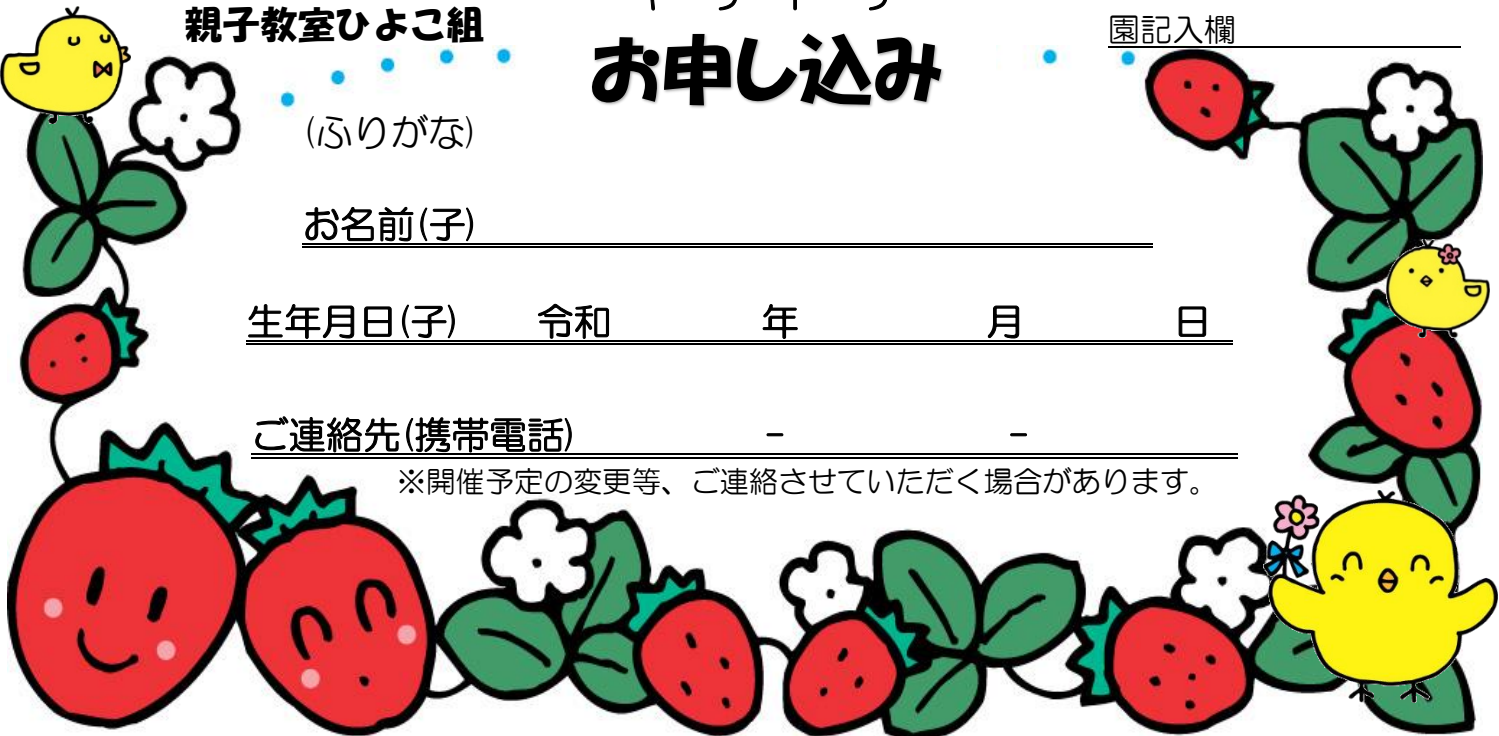 親子教室ひよこ組
園記入欄
お申し込み
(ふりがな)
お名前(子)
生年月日(子) 令和 年 月 日
ご連絡先(携帯電話) - -
※開催予定の変更等、ご連絡させていただく場合があります。